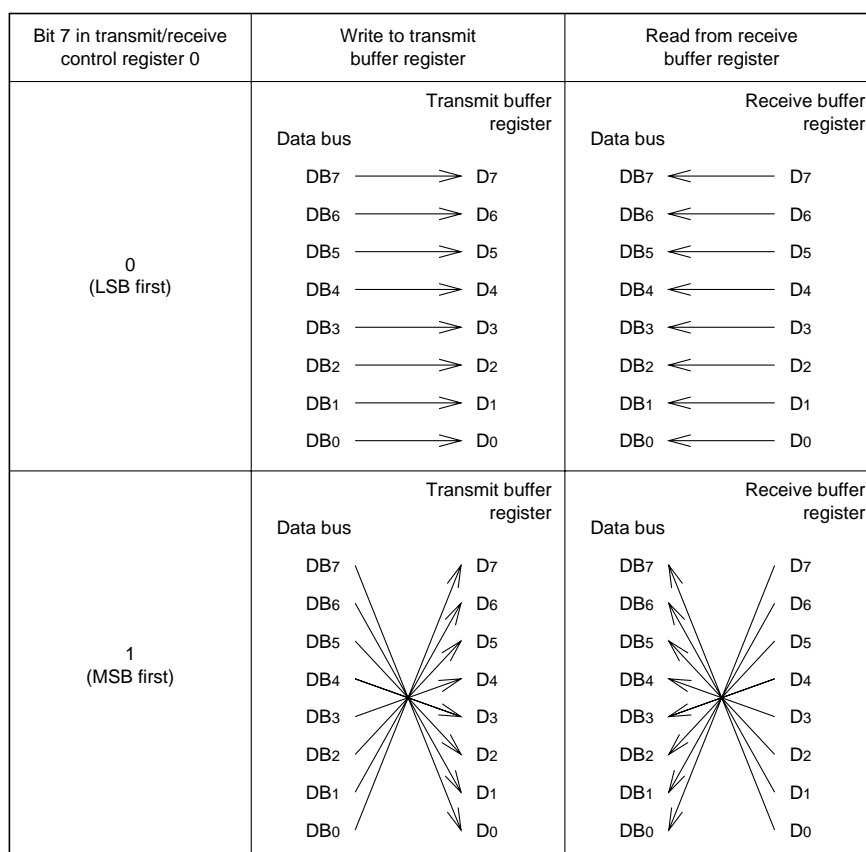 Bit 7 in transmit/receive
control register 0
Write to transmit
buffer register
Read from receive
buffer register
0
(LSB first)
Transmit buffer
register
Data bus
DB7 D7
DB6 D6
DB5 D5
DB4 D4
DB3 D3
DB2 D2
DB1 D1
DB0 D0
Receive buffer
register
Data bus
DB7 D7
DB6 D6
DB5 D5
DB4 D4
DB3 D3
DB2 D2
DB1 D1
DB0 D0
1
(MSB first)
Transmit buffer
register
Data bus
DB7 D7
DB6 D6
DB5 D5
DB4 D4
DB3 D3
DB2 D2
DB1 D1
DB0 D0
Receive buffer
register
Data bus
DB7 D7
DB6 D6
DB5 D5
DB4 D4
DB3 D3
DB2 D2
DB1 D1
DB0 D0